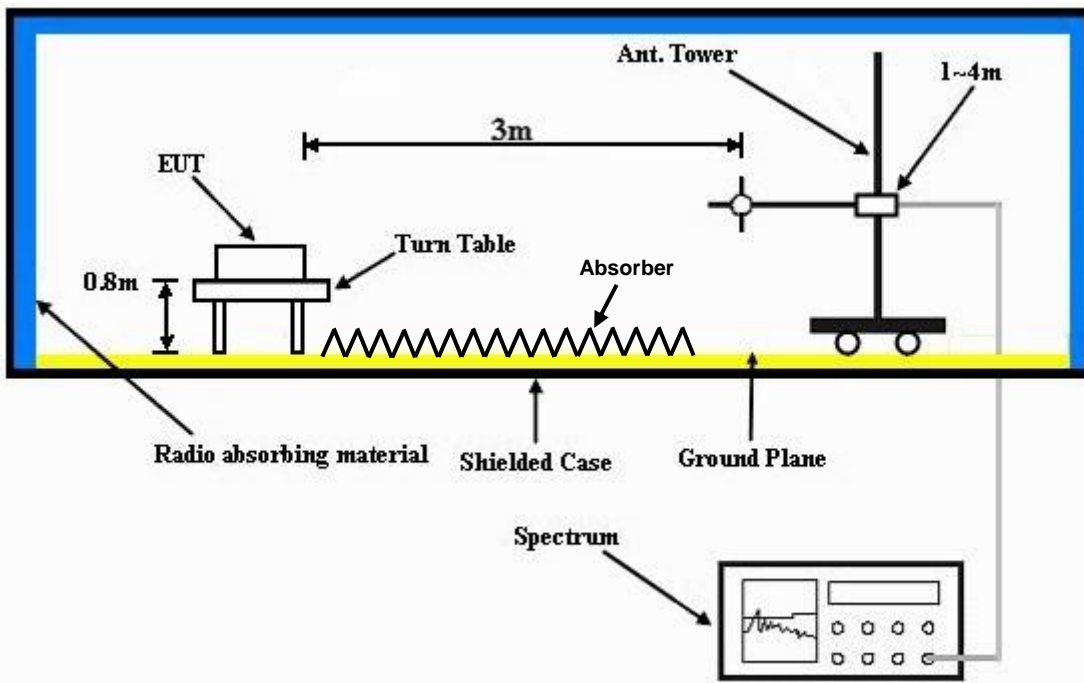 Ant. Tower
1~4m
3m
EUT
Turn Table
Absorber
0.8m
Radio absorbing material
Shielded Case
Ground Plane
Spectrum